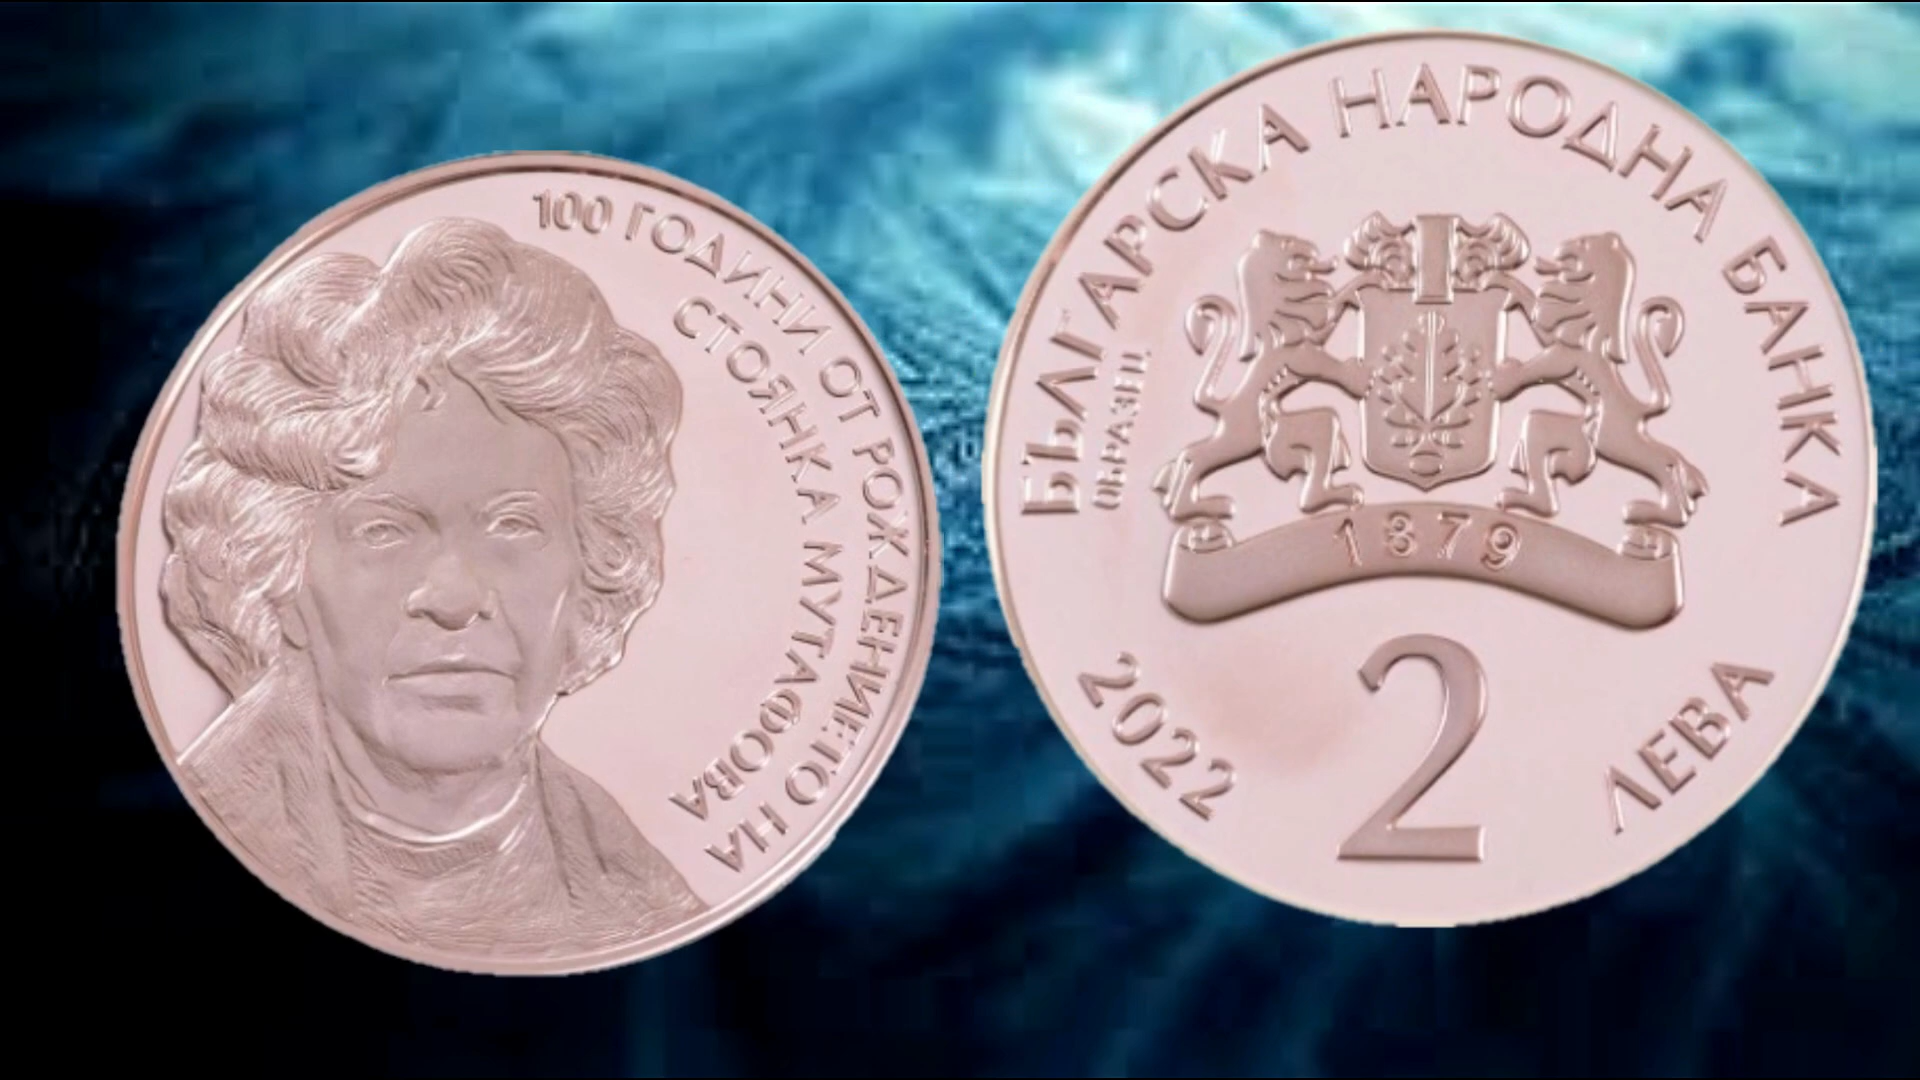 100 ГОДИНИ ОТ РОЖДЕНИЕТО НА
СТОЯНКА МУТАФОВА
БЪЛГАРСКА НАРОДНА БАНКА
ОБРАЗЕЦ
1879
2022
2
ЛЕВА